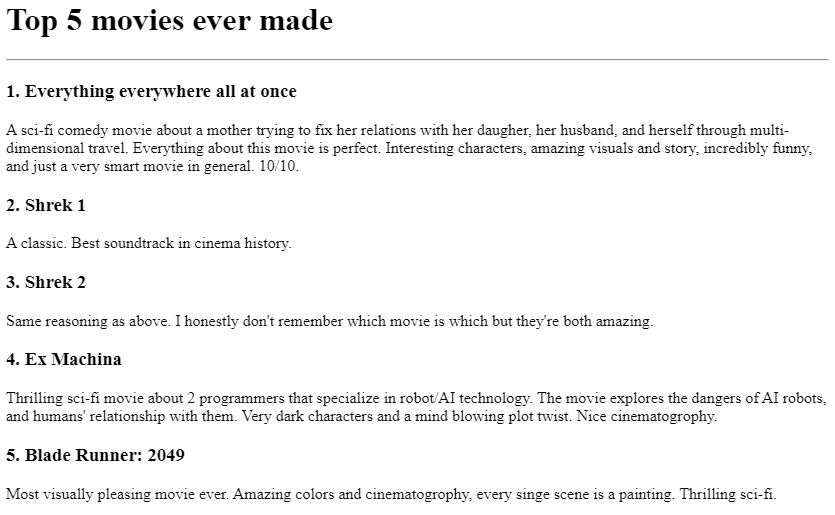 Top 5 movies ever made
1. Everything everywhere all at once
A sci-fi comedy movie about a mother trying to fix her relations with her daugher, her husband, and herself through multi-
dimensional travel. Everything about this movie is perfect. Interesting characters, amazing visuals and story, incredibly funny,
and just a very smart movie in general. 10/10.
2. Shrek 1
A classic. Best soundtrack in cinema history.
3. Shrek 2
Same reasoning as above. I honestly don't remember which movie is which but they're both amazing.
4. Ex Machina
Thrilling sci-fi movie about 2 programmers that specialize in robot/AI technology. The movie explores the dangers of AI robots,
and humans' relationship with them. Very dark characters and a mind blowing plot twist. Nice cinematogrophy.
5. Blade Runner: 2049
Most visually pleasing movie ever. Amazing colors and cinematogrophy, every singe scene is a painting. Thrilling sci-fi.